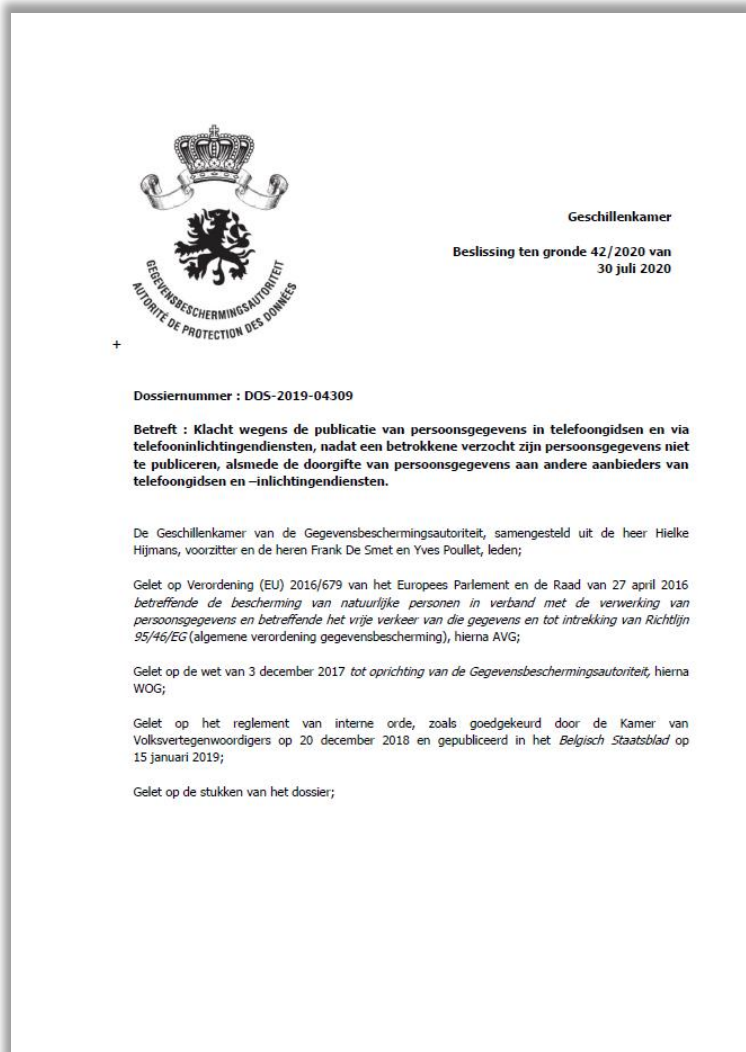 GEGEVENSBESCHERMINGSAUTORITEIT
AUTORITÉ DE PROTECTION DES DONNÉES
Geschillenkamer
Beslissing ten gronde 42/2020 van
30 juli 2020
+
Dossiernummer : DOS-2019-04309
Betreft : Klacht wegens de publicatie van persoonsgegevens in telefoongidsen en via
telefooninlichtingendiensten, nadat een betrokkene verzocht zijn persoonsgegevens niet
te publiceren, alsmede de doorgifte van persoonsgegevens aan andere aanbieders van
telefoongidsen en –inlichtingendiensten.
De Geschillenkamer van de Gegevensbeschermingsautoriteit, samengesteld uit de heer Hielke
Hijmans, voorzitter en de heren Frank De Smet en Yves Poullet, leden;
Gelet op Verordening (EU) 2016/679 van het Europees Parlement en de Raad van 27 april 2016
betreffende de bescherming van natuurlijke personen in verband met de verwerking van
persoonsgegevens en betreffende het vrije verkeer van die gegevens en tot intrekking van Richtlijn
95/46/EG (algemene verordening gegevensbescherming), hierna AVG;
Gelet op de wet van 3 december 2017 tot oprichting van de Gegevensbeschermingsautoriteit, hierna
WOG;
Gelet op het reglement van interne orde, zoals goedgekeurd door de Kamer van
Volksvertegenwoordigers op 20 december 2018 en gepubliceerd in het Belgisch Staatsblad op
15 januari 2019;
Gelet op de stukken van het dossier;